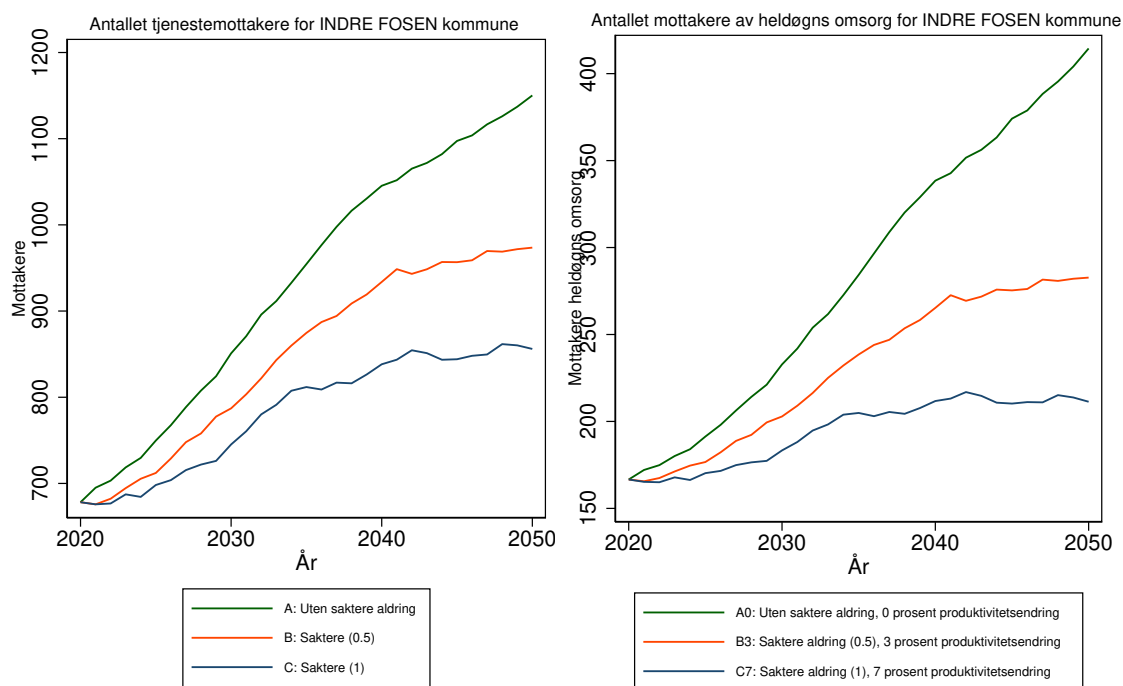 Antallet tjenestemottakere for INDRE FOSEN kommune
Mottakere
1200
1100
1000
900
800
700
2020
2030
2040
2050
År
A: Uten saktere aldring
B: Saktere (0.5)
C: Saktere (1)
Antallet mottakere av heldøgns omsorg for INDRE FOSEN kommune
Mottakere heldøgns omsorg
400
350
300
250
200
150
2020
2030
2040
2050
År
A0: Uten saktere aldring, 0 prosent produktivitetsendring
B3: Saktere aldring (0.5), 3 prosent produktivitetsendring
C7: Saktere aldring (1), 7 prosent produktivitetsendring